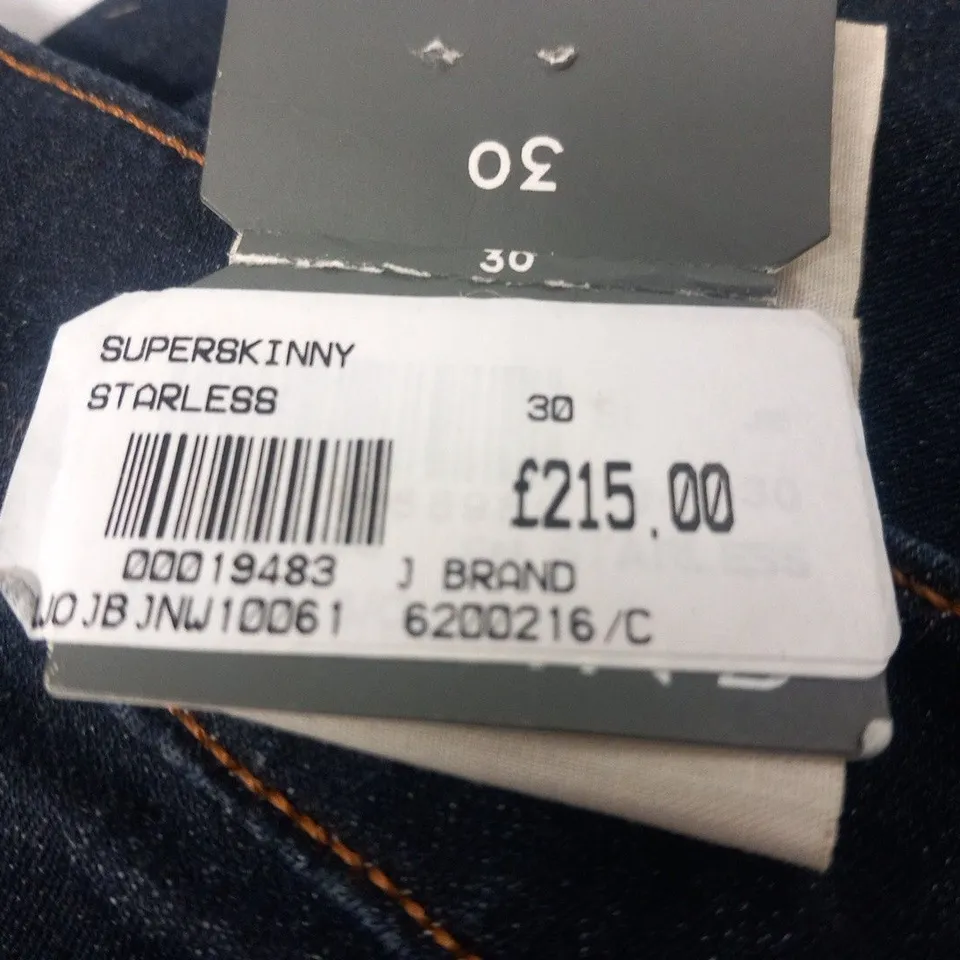 30
30
SUPERSKINNY
STARLESS 30
£215.00
00019483 J BRAND
WOJBJNW10061 6200216/C